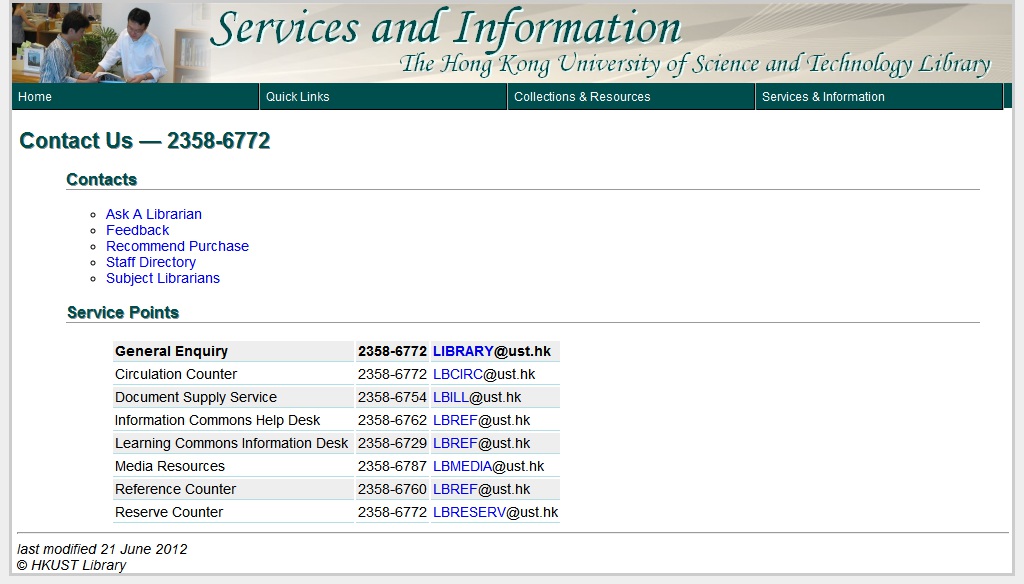 Services and Information
The Hong Kong University of Science and Technology Library
Home Quick Links Collections & Resources Services & Information
Contact Us — 2358-6772
Contacts
Ask A Librarian
Feedback
Recommend Purchase
Staff Directory
Subject Librarians
Service Points
General Enquiry 2358-6772 LIBRARY@ust.hk
Circulation Counter 2358-6772 LBCIRC@ust.hk
Document Supply Service 2358-6754 LBILL@ust.hk
Information Commons Help Desk 2358-6762 LBREF@ust.hk
Learning Commons Information Desk 2358-6729 LBREF@ust.hk
Media Resources 2358-6787 LBMEDIA@ust.hk
Reference Counter 2358-6760 LBREF@ust.hk
Reserve Counter 2358-6772 LBRESERV@ust.hk
last modified 21 June 2012
© HKUST Library